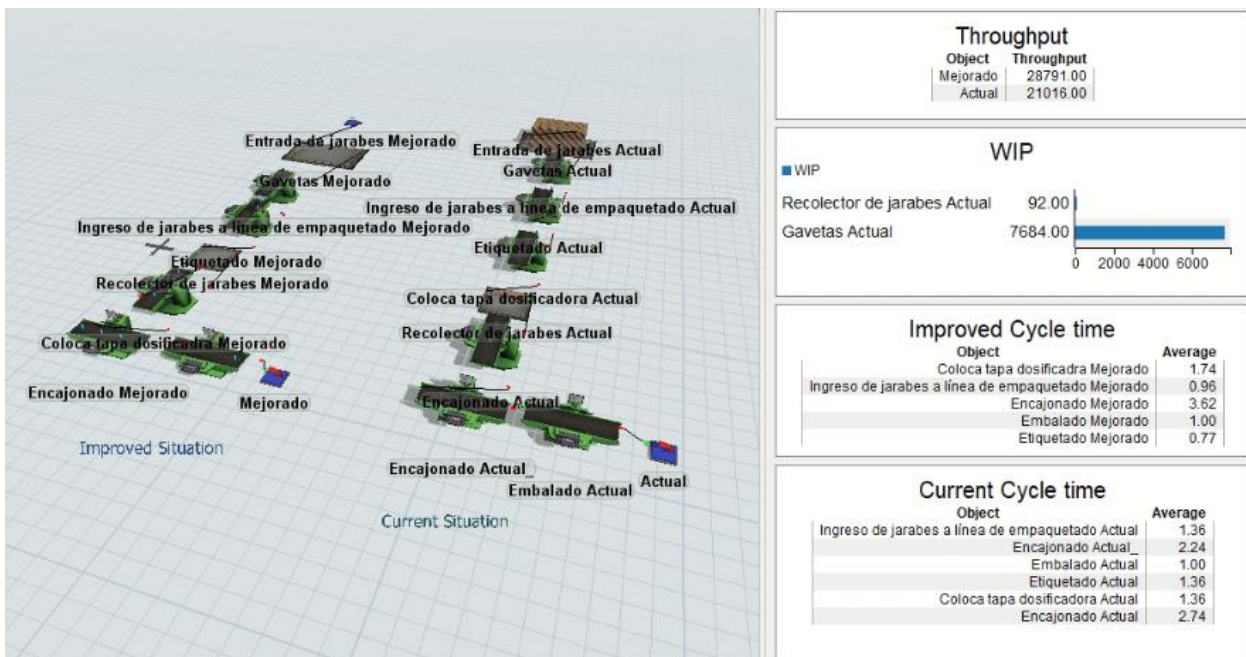 Entrada de jarabes Mejorado
Gavetas Mejorado
Ingreso de jarabes a línea de empaquetado Mejorado
Etiquetado Mejorado
Recolector de jarabes Mejorado
Coloca tapa dosificadra Mejorado
Encajonado Mejorado
Mejorado
Improved Situation
Entrada de jarabes Actual
Gavetas Actual
Ingreso de jarabes a línea de empaquetado Actual
Etiquetado Actual
Coloca tapa dosificadora Actual
Recolector de jarabes Actual
Encajonado Actual
Encajonado Actual_
Embalado Actual
Actual
Current Situation
Throughput
Object Throughput
Mejorado 28791.00
Actual 21016.00
WIP
WIP
Recolector de jarabes Actual 92.00
Gavetas Actual 7684.00
0 2000 4000 6000
Improved Cycle time
Object Average
Coloca tapa dosificadra Mejorado 1.74
Ingreso de jarabes a línea de empaquetado Mejorado 0.96
Encajonado Mejorado 3.62
Embalado Mejorado 1.00
Etiquetado Mejorado 0.77
Current Cycle time
Object Average
Ingreso de jarabes a línea de empaquetado Actual 1.36
Encajonado Actual_ 2.24
Embalado Actual 1.00
Etiquetado Actual 1.36
Coloca tapa dosificadora Actual 1.36
Encajonado Actual 2.74